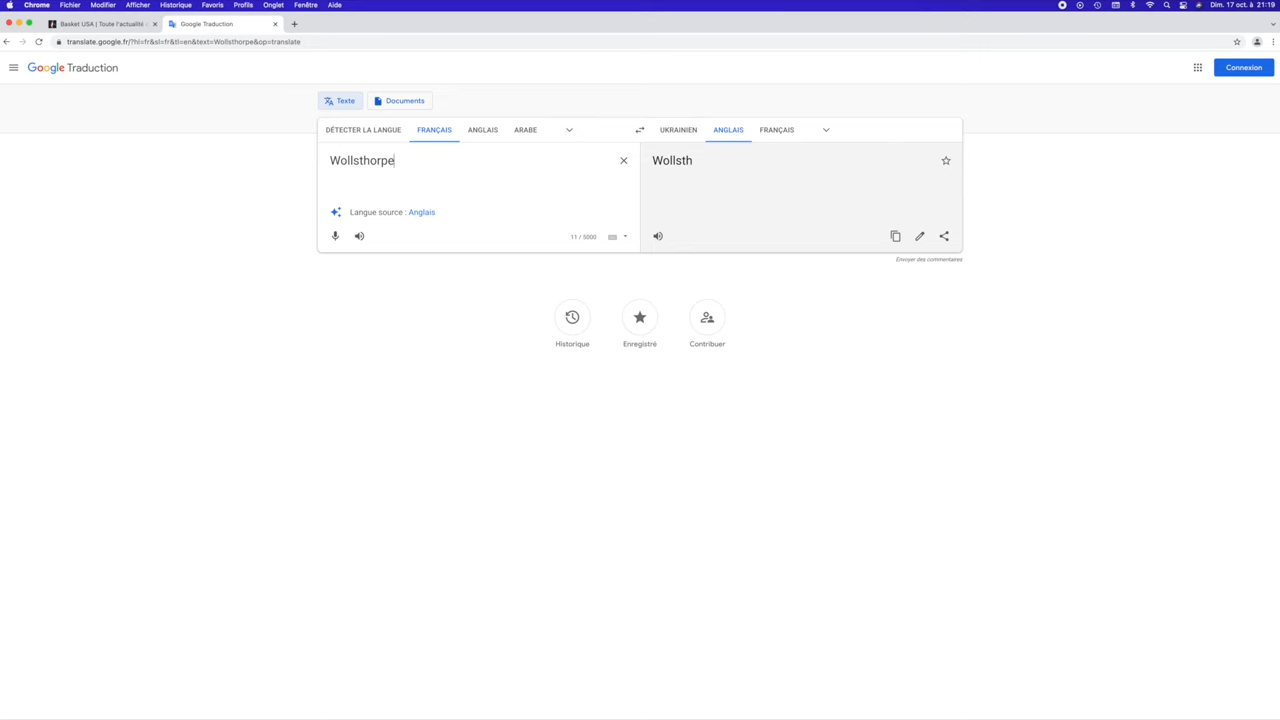 Chrome Fichier Modifier Afficher Historique Favoris Profils Onglet Fenêtre Aide Dim. 17 oct. à 21:19
Basket USA | Toute l'actualité Google Traduction
translate.google.fr/?hl=fr&sl=fr&tl=en&text=Wollsthorpe&op=translate
Google Traduction Connexion
Texte Documents
DÉTECTER LA LANGUE FRANÇAIS ANGLAIS ARABE UKRAINIEN ANGLAIS FRANÇAIS
Wollsthorpe Wollsth
Langue source : Anglais
11 / 5000
Envoyer des commentaires
Historique Enregistré Contribuer